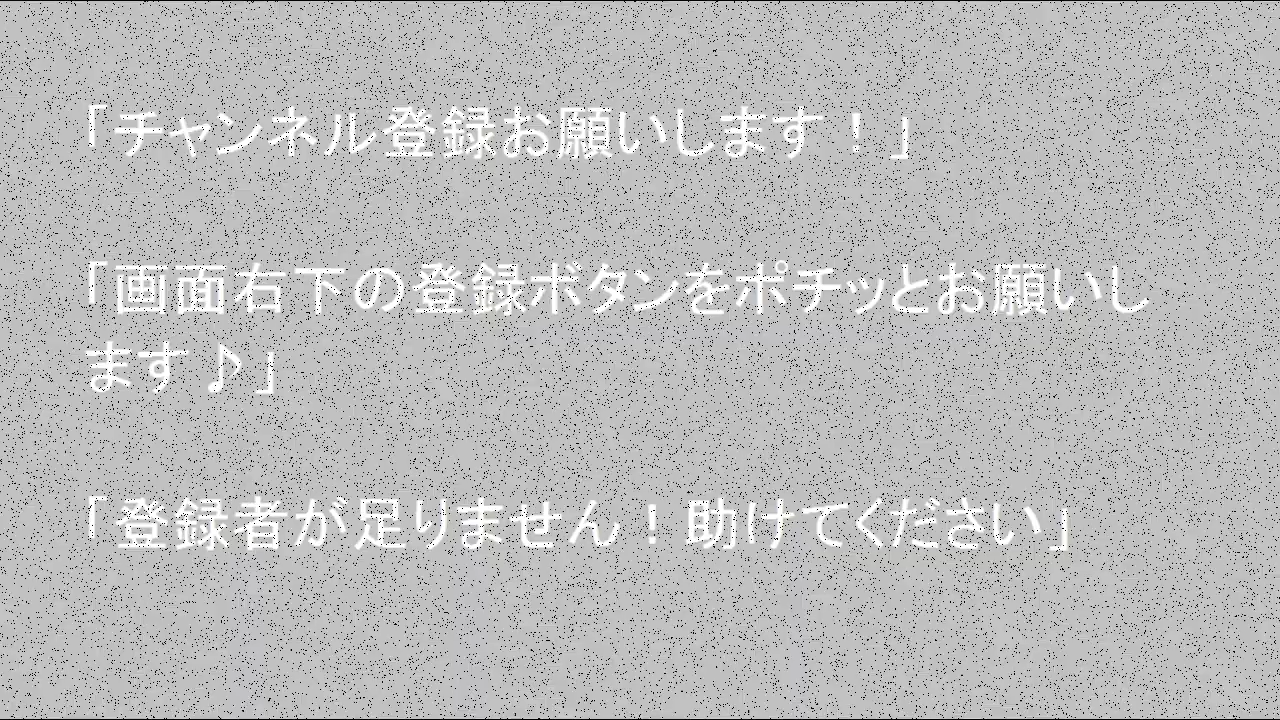 「チャンネル登録お願いします！」
「画面右下の登録ボタンをポチッとお願いし
ます♪」
「登録者が足りません！助けてください」